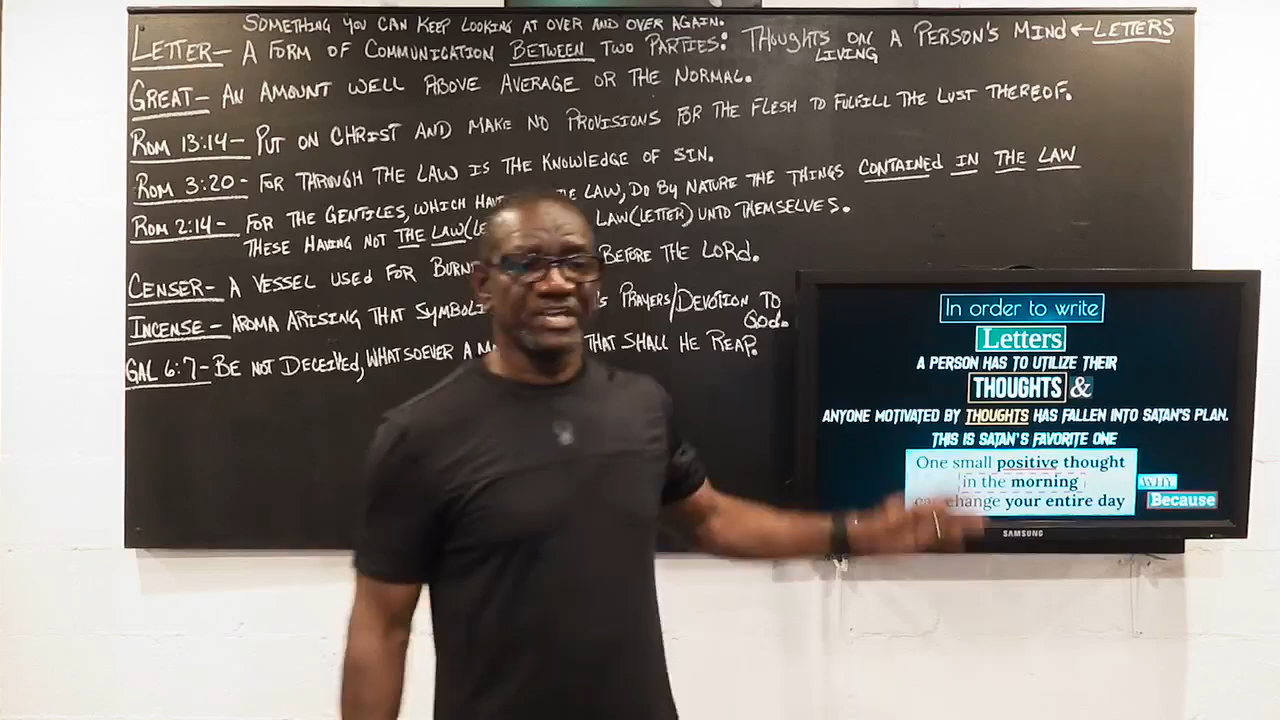 SOMETHING YOU CAN KEEP LOOKING AT OVER AND OVER AGAIN.
LETTER- A FORM OF COMMUNICATION BETWEEN TWO PARTIES: THOUGHTS ON A PERSON'S MIND ← LETTERS
LIVING
GREAT- AN AMOUNT WELL ABOVE AVERAGE OR THE NORMAL.
ROM 13:14- PUT ON CHRIST AND MAKE NO PROVISIONS FOR THE FLESH TO FULFILL THE LUST THEREOF.
ROM 3:20- FOR THROUGH THE LAW IS THE KNOWLEDGE OF SIN.
ROM 2:14- FOR THE GENTILES, WHICH LAW, DO BY NATURE THE THINGS CONTAINED IN THE LAW
THESE HAVING NOT THE LAW( LAW(LETTER) UNTO THEMSELVES.
CENSER- A VESSEL USED FOR BEFORE THE LORD.
INCENSE- AROMA ARISING THAT PRAYERS/DEVOTION TO
GOD.
GAL 6:7- BE NOT DECEIVED, WHATSOEVER A THAT SHALL HE REAP.
In order to write
Letters
A PERSON HAS TO UTILIZE THEIR
THOUGHTS &
ANYONE MOTIVATED BY THOUGHTS HAS FALLEN INTO SATAN'S PLAN.
THIS IS SATAN'S FAVORITE ONE
One small positive thought
in the morning
can change your entire day
WHY
Because
SAMSUNG